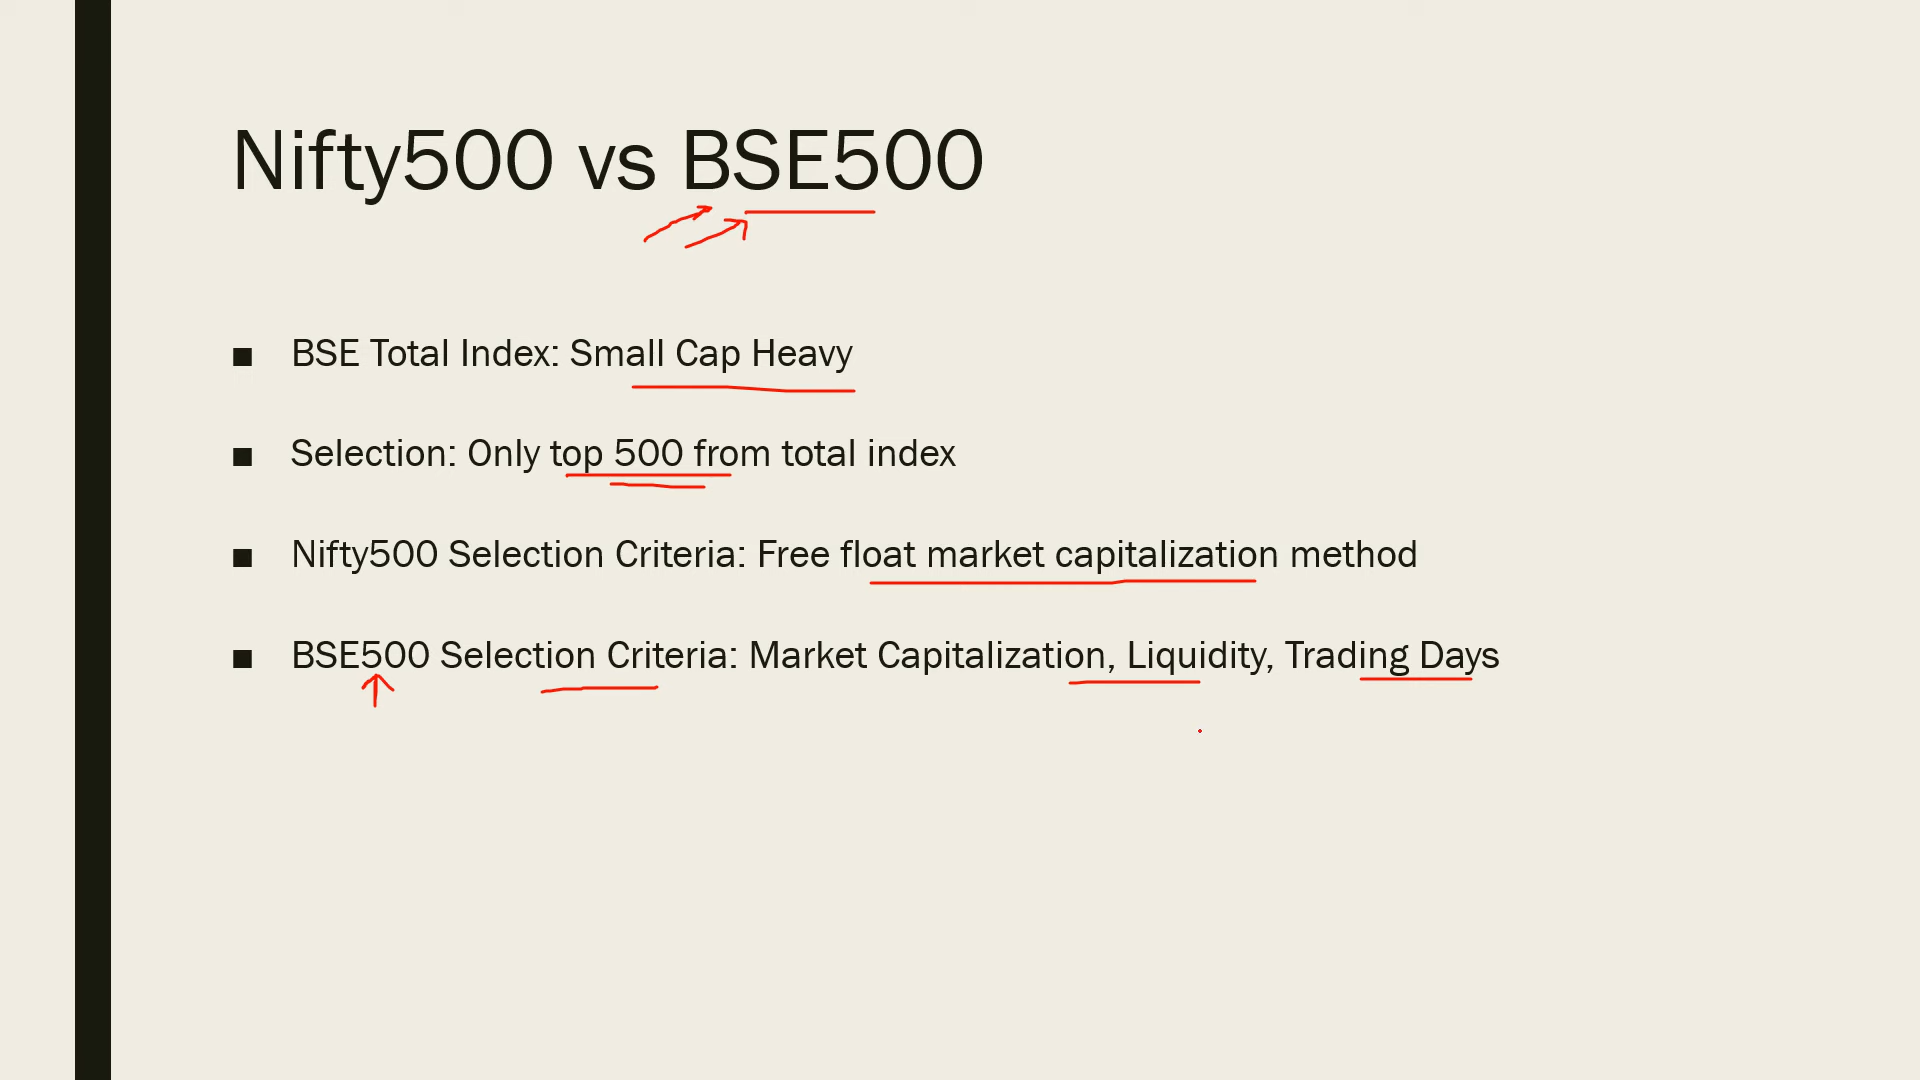 Nifty500 vs BSE500
■ BSE Total Index: Small Cap Heavy
■ Selection: Only top 500 from total index
■ Nifty500 Selection Criteria: Free float market capitalization method
■ BSE500 Selection Criteria: Market Capitalization, Liquidity, Trading Days